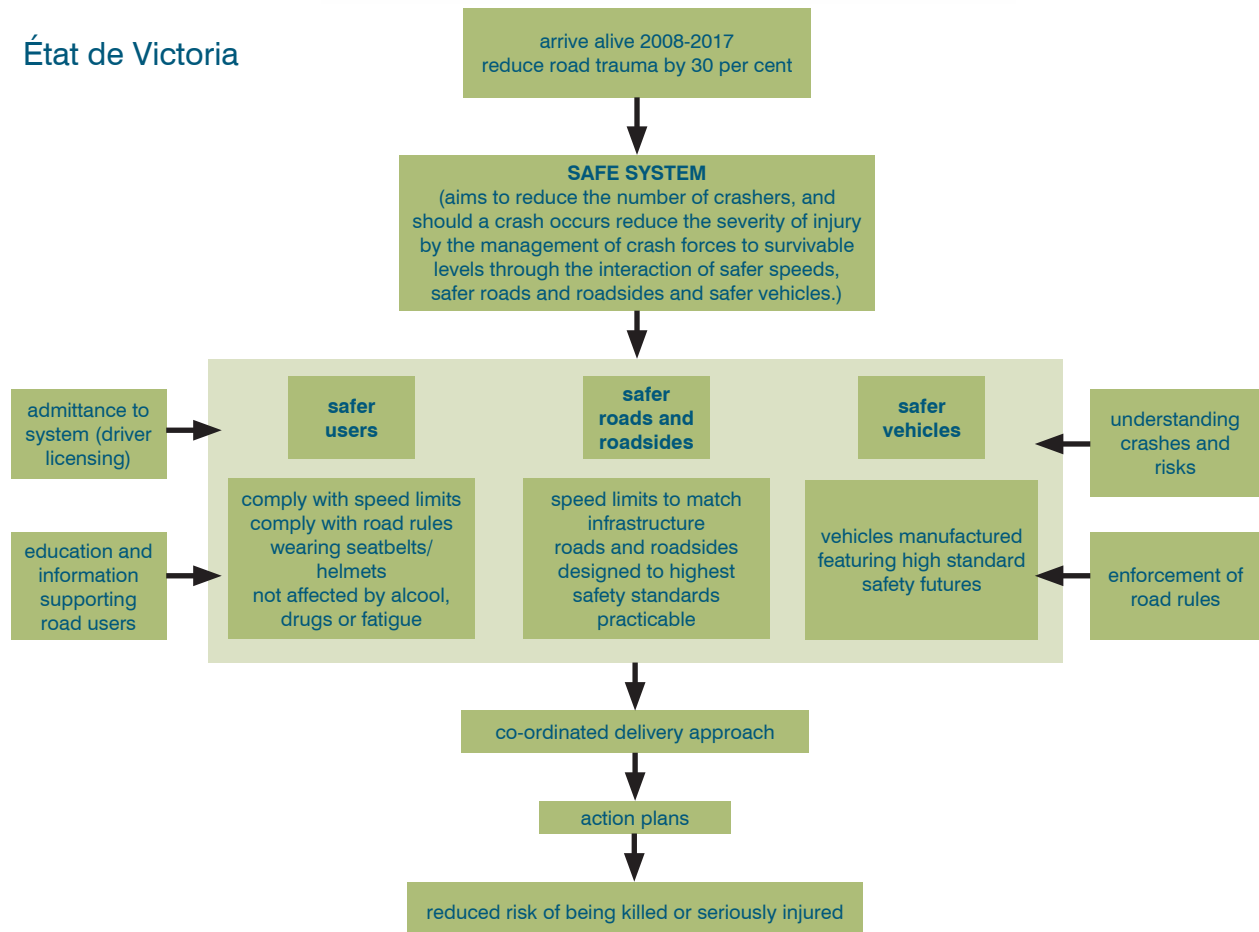 État de Victoria
arrive alive 2008-2017
reduce road trauma by 30 per cent
SAFE SYSTEM
(aims to reduce the number of crashers, and
should a crash occurs reduce the severity of injury
by the management of crash forces to survivable
levels through the interaction of safer speeds,
safer roads and roadsides and safer vehicles.)
admittance to
system (driver
licensing)
education and
information
supporting
road users
safer
users
comply with speed limits
comply with road rules
wearing seatbelts/
helmets
not affected by alcool,
drugs or fatigue
safer
roads and
roadsides
speed limits to match
infrastructure
roads and roadsides
designed to highest
safety standards
practicable
safer
vehicles
vehicles manufactured
featuring high standard
safety futures
understanding
crashes and
risks
enforcement of
road rules
co-ordinated delivery approach
action plans
reduced risk of being killed or seriously injured